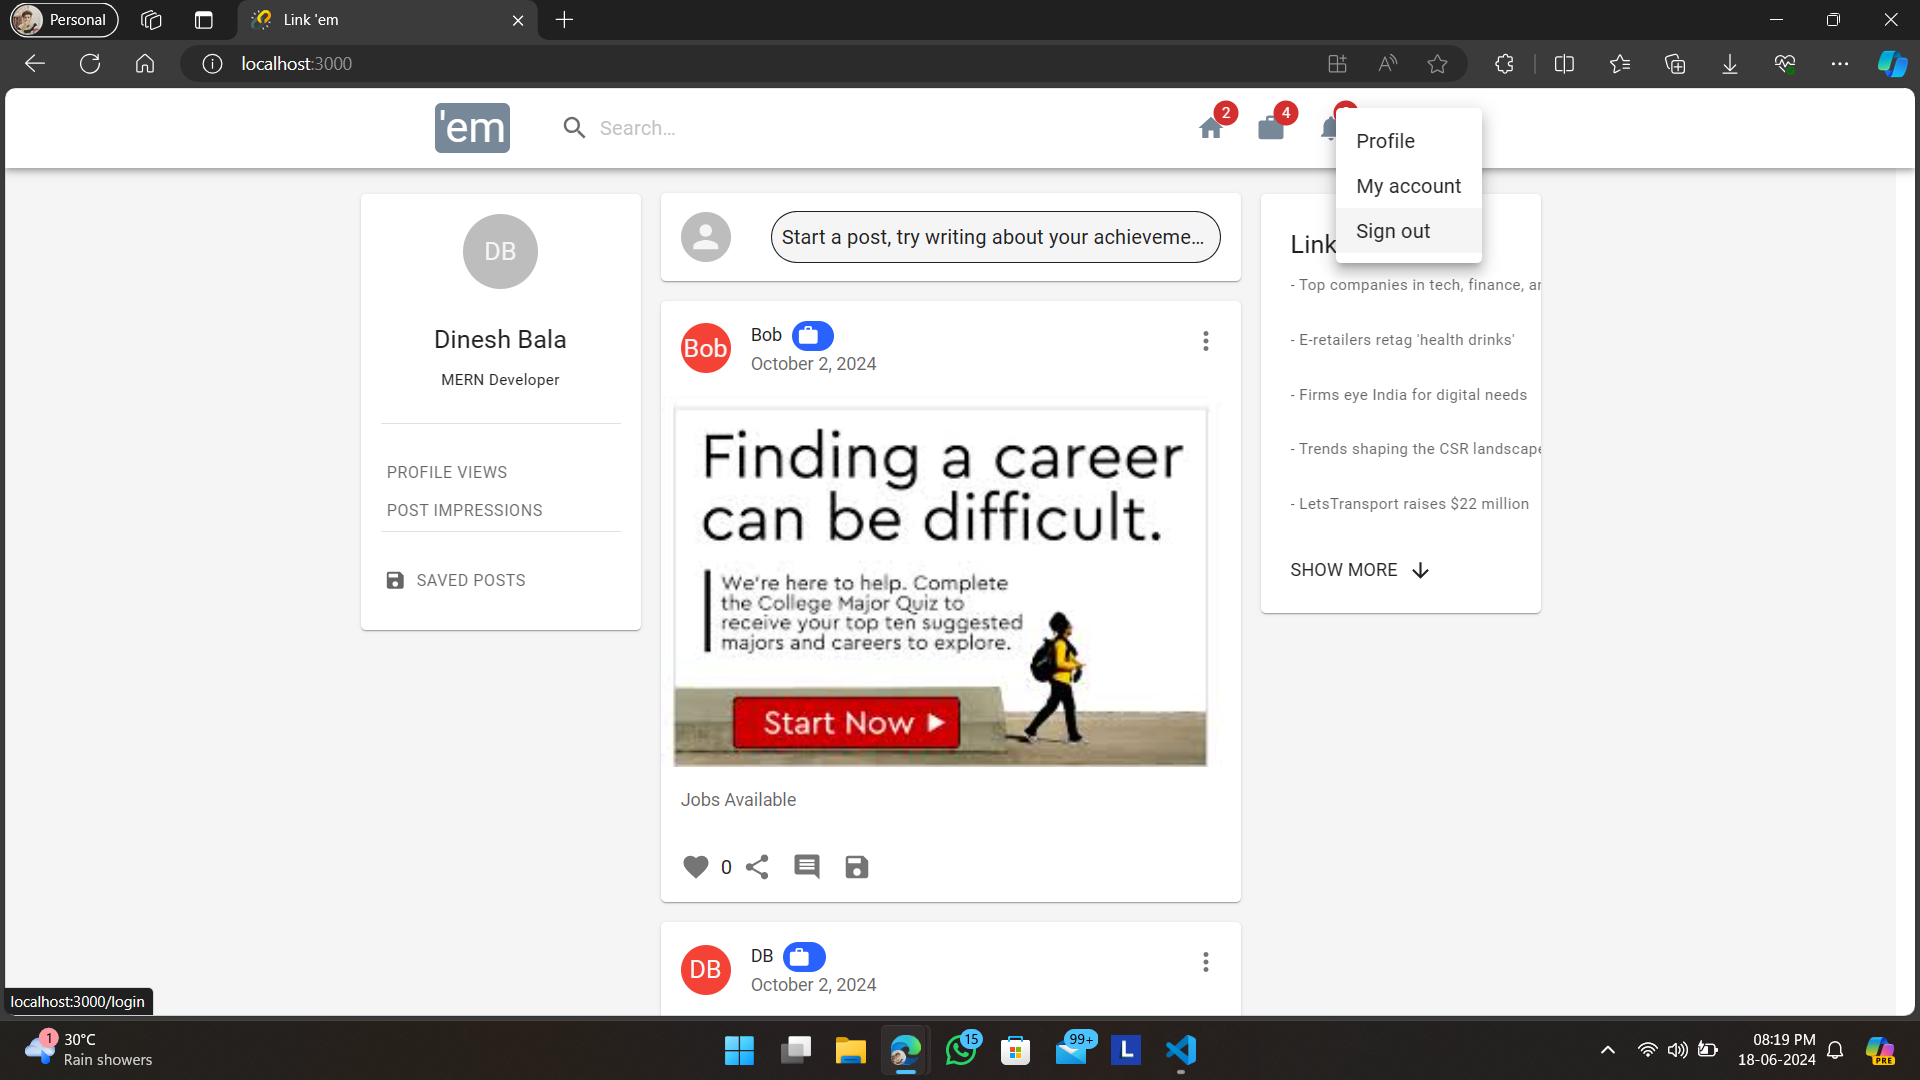 Personal
Link 'em
localhost:3000
'em
Search...
2
4
Profile
My account
Sign out
DB
Dinesh Bala
MERN Developer
PROFILE VIEWS
POST IMPRESSIONS
SAVED POSTS
Start a post, try writing about your achieveme...
Bob
Bob
October 2, 2024
Finding a career
can be difficult.
We're here to help. Complete
the College Major Quiz to
receive your top ten suggested
majors and careers to explore.
Start Now
Jobs Available
0
DB
DB
October 2, 2024
Link
- Top companies in tech, finance, an
- E-retailers retag 'health drinks'
- Firms eye India for digital needs
- Trends shaping the CSR landscape
- LetsTransport raises $22 million
SHOW MORE
localhost:3000/login
1
30°C
Rain showers
15
99+
L
08:19 PM
18-06-2024
PRE